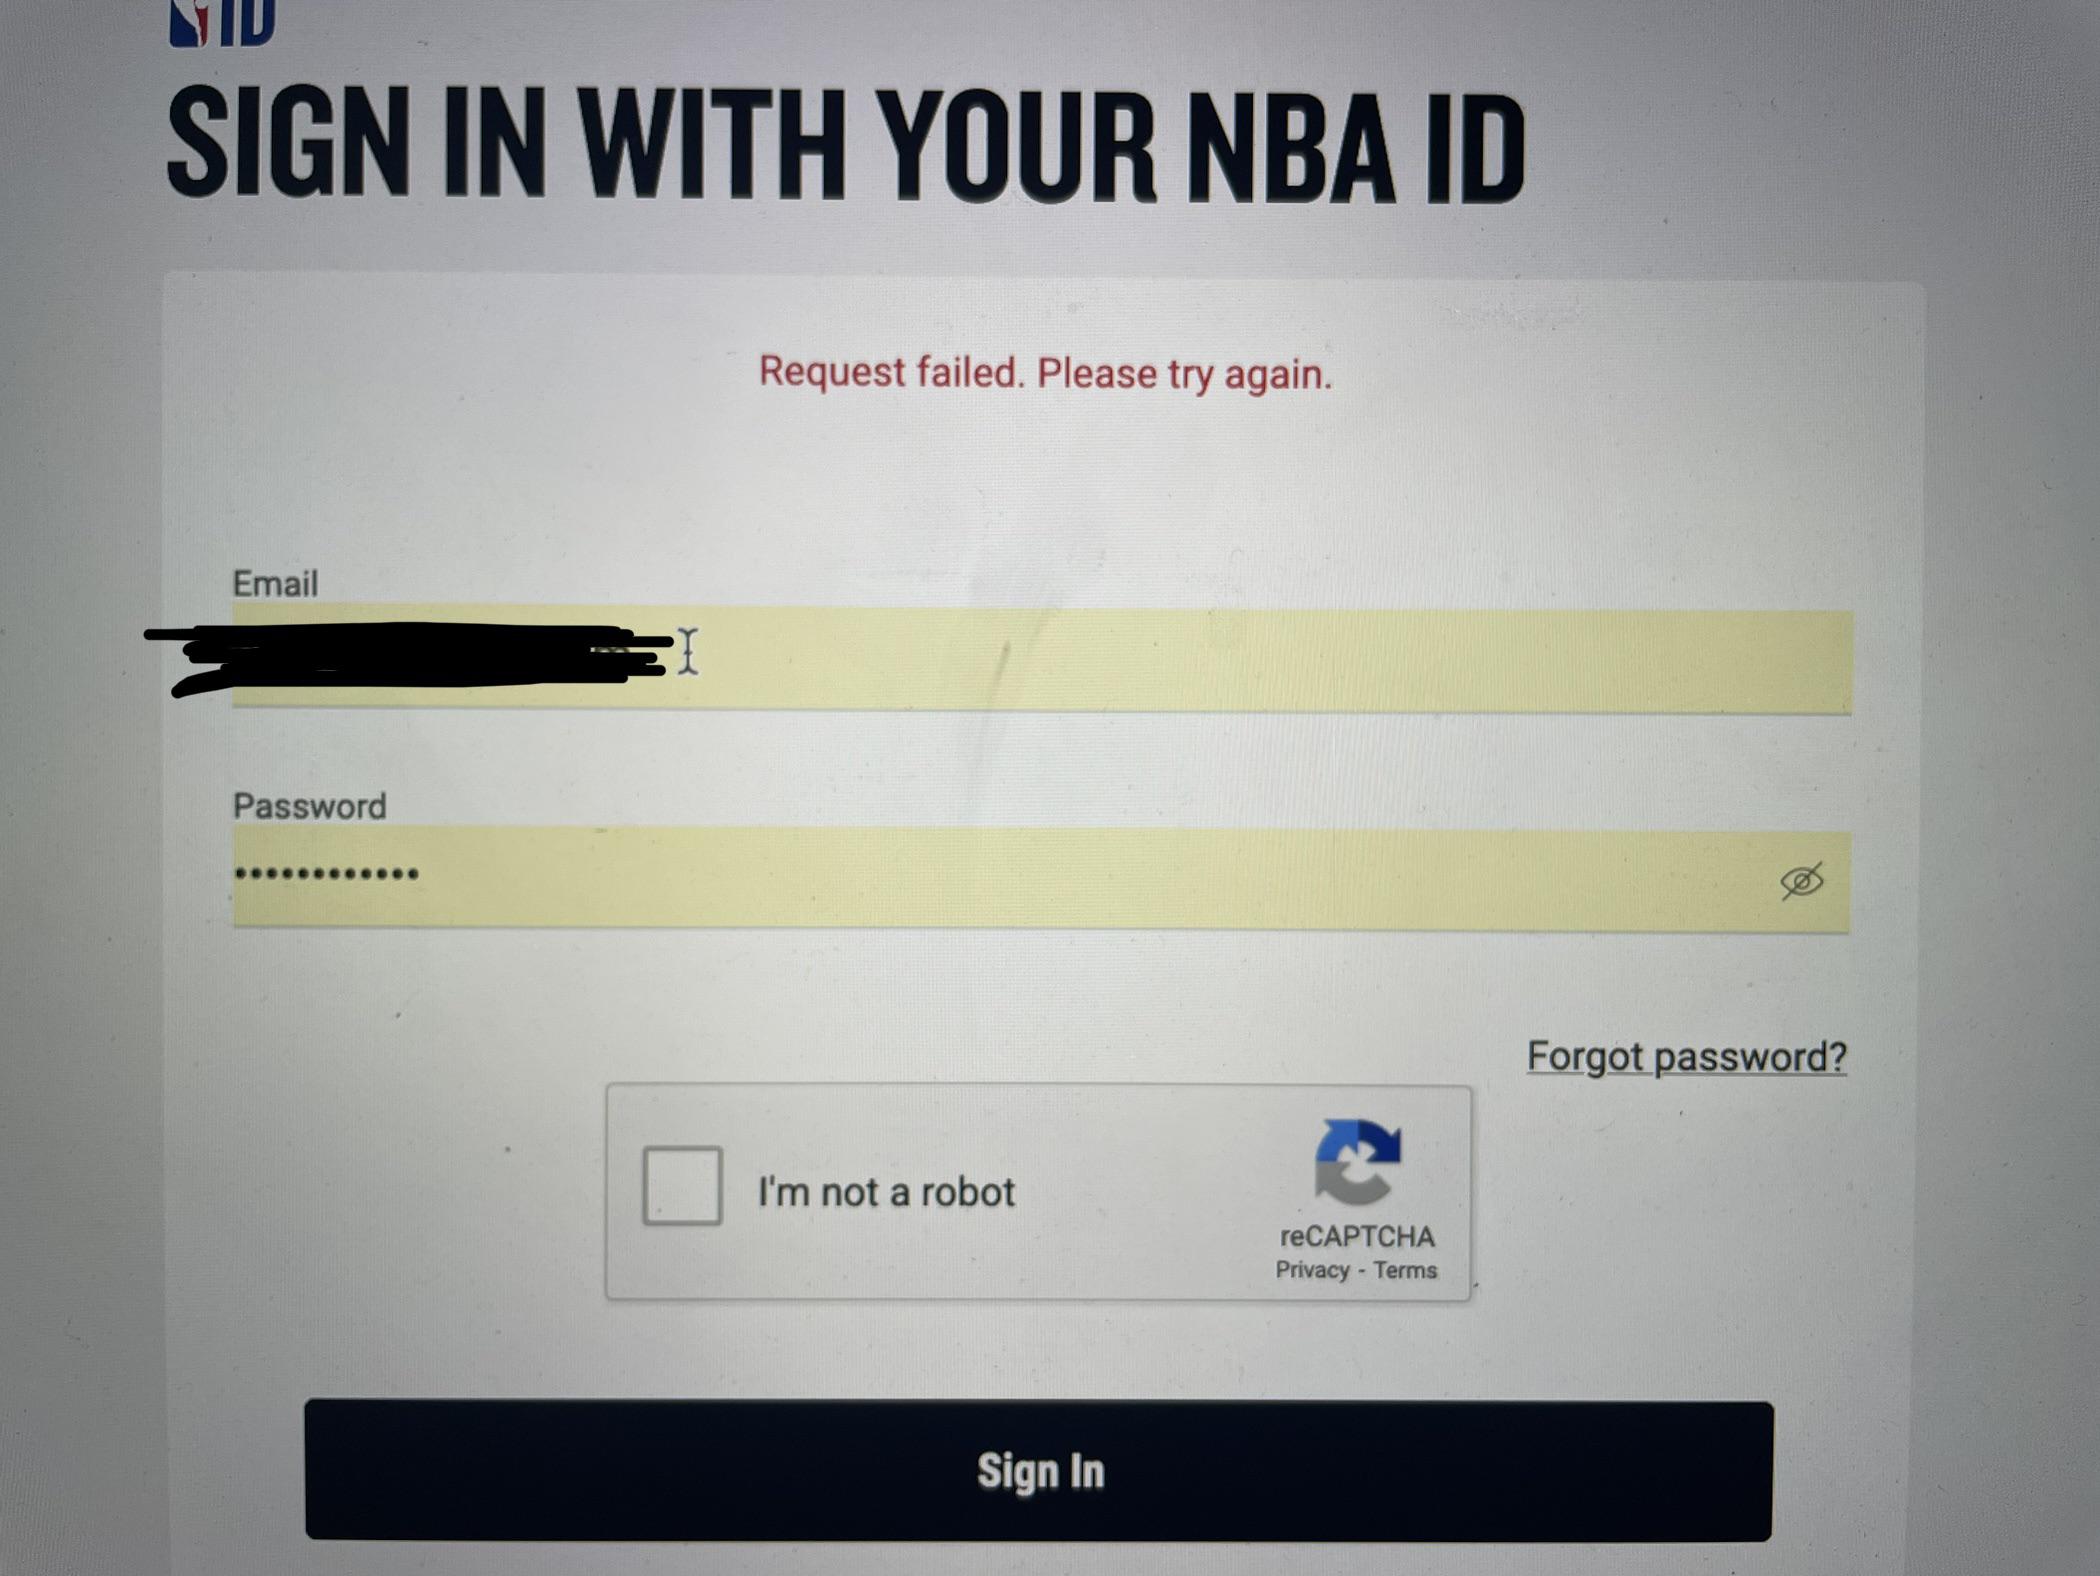 ID
SIGN IN WITH YOUR NBA ID
Request failed. Please try again.
Email
Password
••••••••••••
Forgot password?
I'm not a robot
reCAPTCHA
Privacy - Terms
Sign In